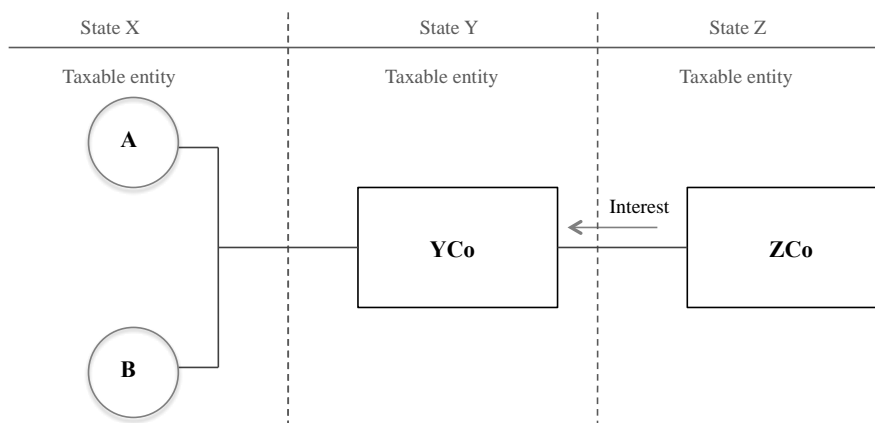 State X State Y State Z
Taxable entity Taxable entity Taxable entity
A
Interest
YCo ZCo
B